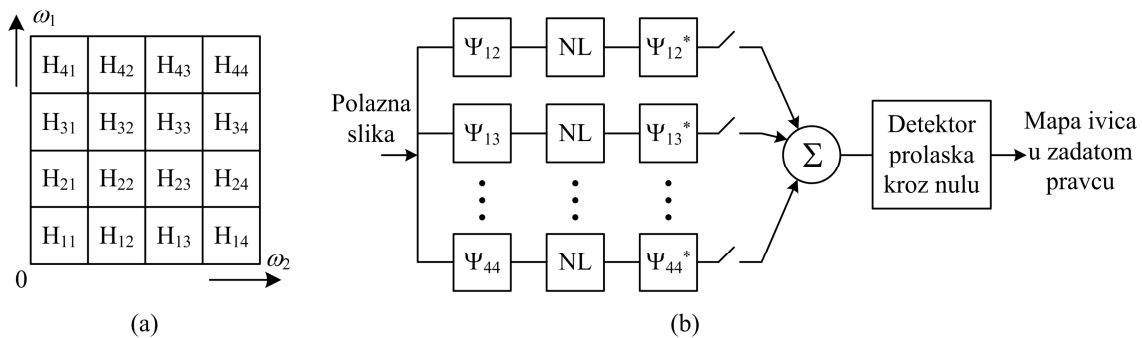 ω₁
H₄₁ H₄₂ H₄₃ H₄₄
H₃₁ H₃₂ H₃₃ H₃₄
H₂₁ H₂₂ H₂₃ H₂₄
H₁₁ H₁₂ H₁₃ H₁₄
0
ω₂
(a)
Polazna
slika
Ψ₁₂ NL Ψ₁₂*
Ψ₁₃ NL Ψ₁₃*
Ψ₄₄ NL Ψ₄₄*
Σ
Detektor
prolaska
kroz nulu
Mapa ivica
u zadatom
pravcu
(b)